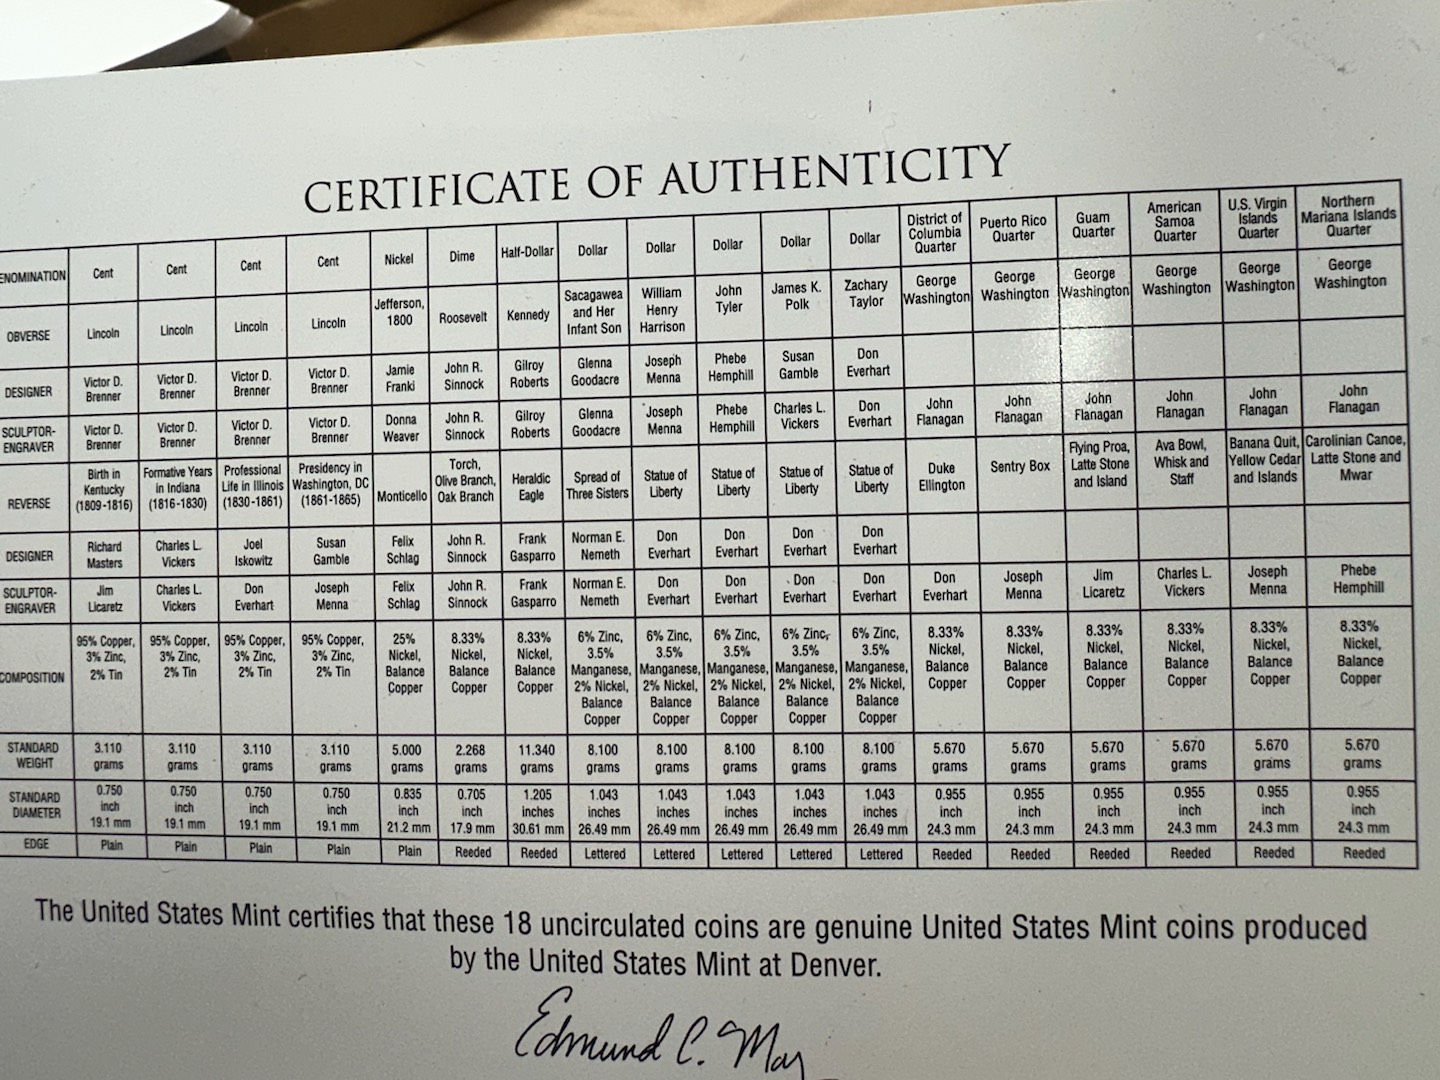 CERTIFICATE OF AUTHENTICITY
ENOMINATION Cent Cent Cent Cent Nickel Dime Half-Dollar Dollar Dollar Dollar Dollar Dollar District of Columbia Quarter Puerto Rico Quarter Guam Quarter American Samoa Quarter U.S. Virgin Islands Quarter Northern Mariana Islands Quarter
OBVERSE Lincoln Lincoln Lincoln Lincoln Jefferson, 1800 Roosevelt Kennedy Sacagawea and Her Infant Son William Henry Harrison John Tyler James K. Polk Zachary Taylor George Washington George Washington George Washington George Washington George Washington George Washington
DESIGNER Victor D. Brenner Victor D. Brenner Victor D. Brenner Victor D. Brenner Jamie Franki John R. Sinnock Gilroy Roberts Glenna Goodacre Joseph Menna Phebe Hemphill Susan Gamble Don Everhart
SCULPTOR-ENGRAVER Victor D. Brenner Victor D. Brenner Victor D. Brenner Victor D. Brenner Donna Weaver John R. Sinnock Gilroy Roberts Glenna Goodacre Joseph Menna Phebe Hemphill Charles L. Vickers Don Everhart John Flanagan John Flanagan John Flanagan John Flanagan John Flanagan John Flanagan
REVERSE Birth in Kentucky (1809-1816) Formative Years in Indiana (1816-1830) Professional Life in Illinois (1830-1861) Presidency in Washington, DC (1861-1865) Monticello Torch, Olive Branch, Oak Branch Heraldic Eagle Spread of Three Sisters Statue of Liberty Statue of Liberty Statue of Liberty Statue of Liberty Duke Ellington Sentry Box Flying Proa, Latte Stone and Island Ava Bowl, Whisk and Staff Banana Quit, Yellow Cedar and Islands Carolinian Canoe, Latte Stone and Mwar
DESIGNER Richard Masters Charles L. Vickers Joel Iskowitz Susan Gamble Felix Schlag John R. Sinnock Frank Gasparro Norman E. Nemeth Don Everhart Don Everhart Don Everhart Don Everhart
SCULPTOR-ENGRAVER Jim Licaretz Charles L. Vickers Don Everhart Joseph Menna Felix Schlag John R. Sinnock Frank Gasparro Norman E. Nemeth Don Everhart Don Everhart Don Everhart Don Everhart Don Everhart Joseph Menna Jim Licaretz Charles L. Vickers Joseph Menna Phebe Hemphill
COMPOSITION 95% Copper, 3% Zinc, 2% Tin 95% Copper, 3% Zinc, 2% Tin 95% Copper, 3% Zinc, 2% Tin 95% Copper, 3% Zinc, 2% Tin 25% Nickel, Balance Copper 8.33% Nickel, Balance Copper 8.33% Nickel, Balance Copper 6% Zinc, 3.5% Manganese, 2% Nickel, Balance Copper 6% Zinc, 3.5% Manganese, 2% Nickel, Balance Copper 6% Zinc, 3.5% Manganese, 2% Nickel, Balance Copper 6% Zinc, 3.5% Manganese, 2% Nickel, Balance Copper 6% Zinc, 3.5% Manganese, 2% Nickel, Balance Copper 8.33% Nickel, Balance Copper 8.33% Nickel, Balance Copper 8.33% Nickel, Balance Copper 8.33% Nickel, Balance Copper 8.33% Nickel, Balance Copper 8.33% Nickel, Balance Copper
STANDARD WEIGHT 3.110 grams 3.110 grams 3.110 grams 3.110 grams 5.000 grams 2.268 grams 11.340 grams 8.100 grams 8.100 grams 8.100 grams 8.100 grams 8.100 grams 5.670 grams 5.670 grams 5.670 grams 5.670 grams 5.670 grams 5.670 grams
STANDARD DIAMETER 0.750 inch 19.1 mm 0.750 inch 19.1 mm 0.750 inch 19.1 mm 0.750 inch 19.1 mm 0.835 inch 21.2 mm 0.705 inch 17.9 mm 1.205 inches 30.61 mm 1.043 inches 26.49 mm 1.043 inches 26.49 mm 1.043 inches 26.49 mm 1.043 inches 26.49 mm 1.043 inches 26.49 mm 0.955 inch 24.3 mm 0.955 inch 24.3 mm 0.955 inch 24.3 mm 0.955 inch 24.3 mm 0.955 inch 24.3 mm 0.955 inch 24.3 mm
EDGE Plain Plain Plain Plain Plain Reeded Reeded Lettered Lettered Lettered Lettered Lettered Reeded Reeded Reeded Reeded Reeded Reeded
The United States Mint certifies that these 18 uncirculated coins are genuine United States Mint coins produced
by the United States Mint at Denver.
Edmund C. Moy